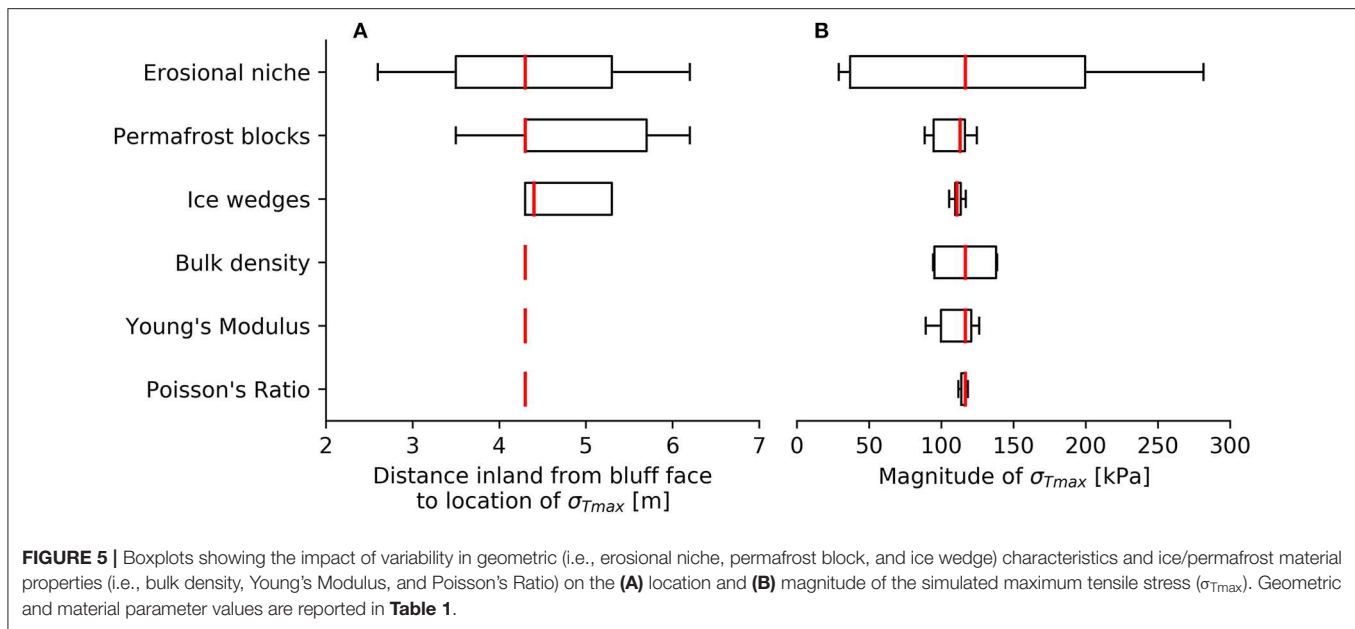 A
B
Erosional niche
Permafrost blocks
Ice wedges
Bulk density
Young's Modulus
Poisson's Ratio
2 3 4 5 6 7
0 50 100 150 200 250 300
Distance inland from bluff face
to location of σTmax [m]
Magnitude of σTmax [kPa]
FIGURE 5 | Boxplots showing the impact of variability in geometric (i.e., erosional niche, permafrost block, and ice wedge) characteristics and ice/permafrost material
properties (i.e., bulk density, Young's Modulus, and Poisson's Ratio) on the (A) location and (B) magnitude of the simulated maximum tensile stress (σTmax). Geometric
and material parameter values are reported in Table 1.